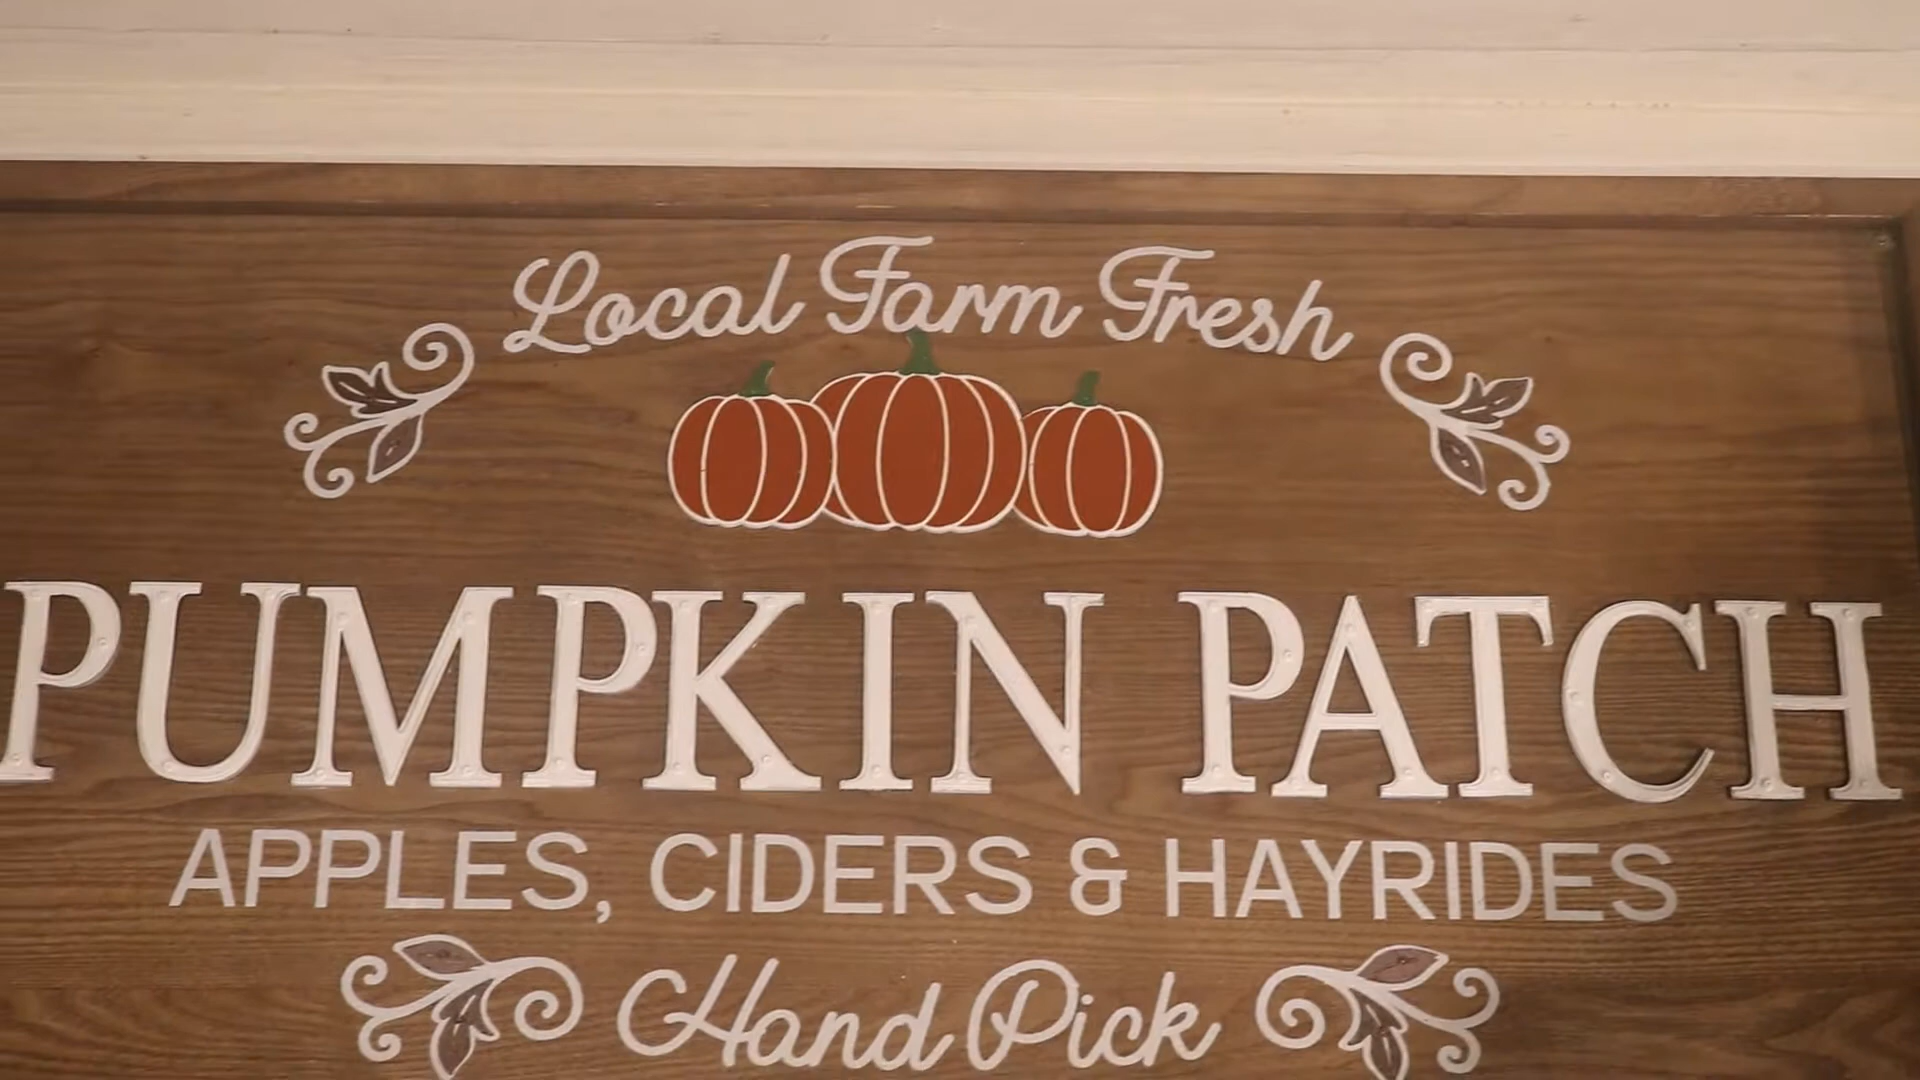 Local Farm Fresh
PUMPKIN PATCH
APPLES, CIDERS & HAYRIDES
Hand Pick